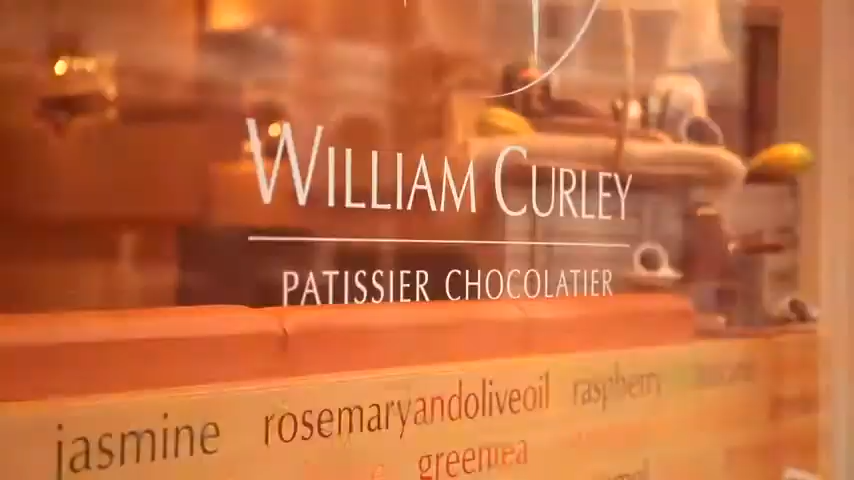 WILLIAM CURLEY
PATISSIER CHOCOLATIER
jasmine rosemaryandoliveoil raspberry
greentea